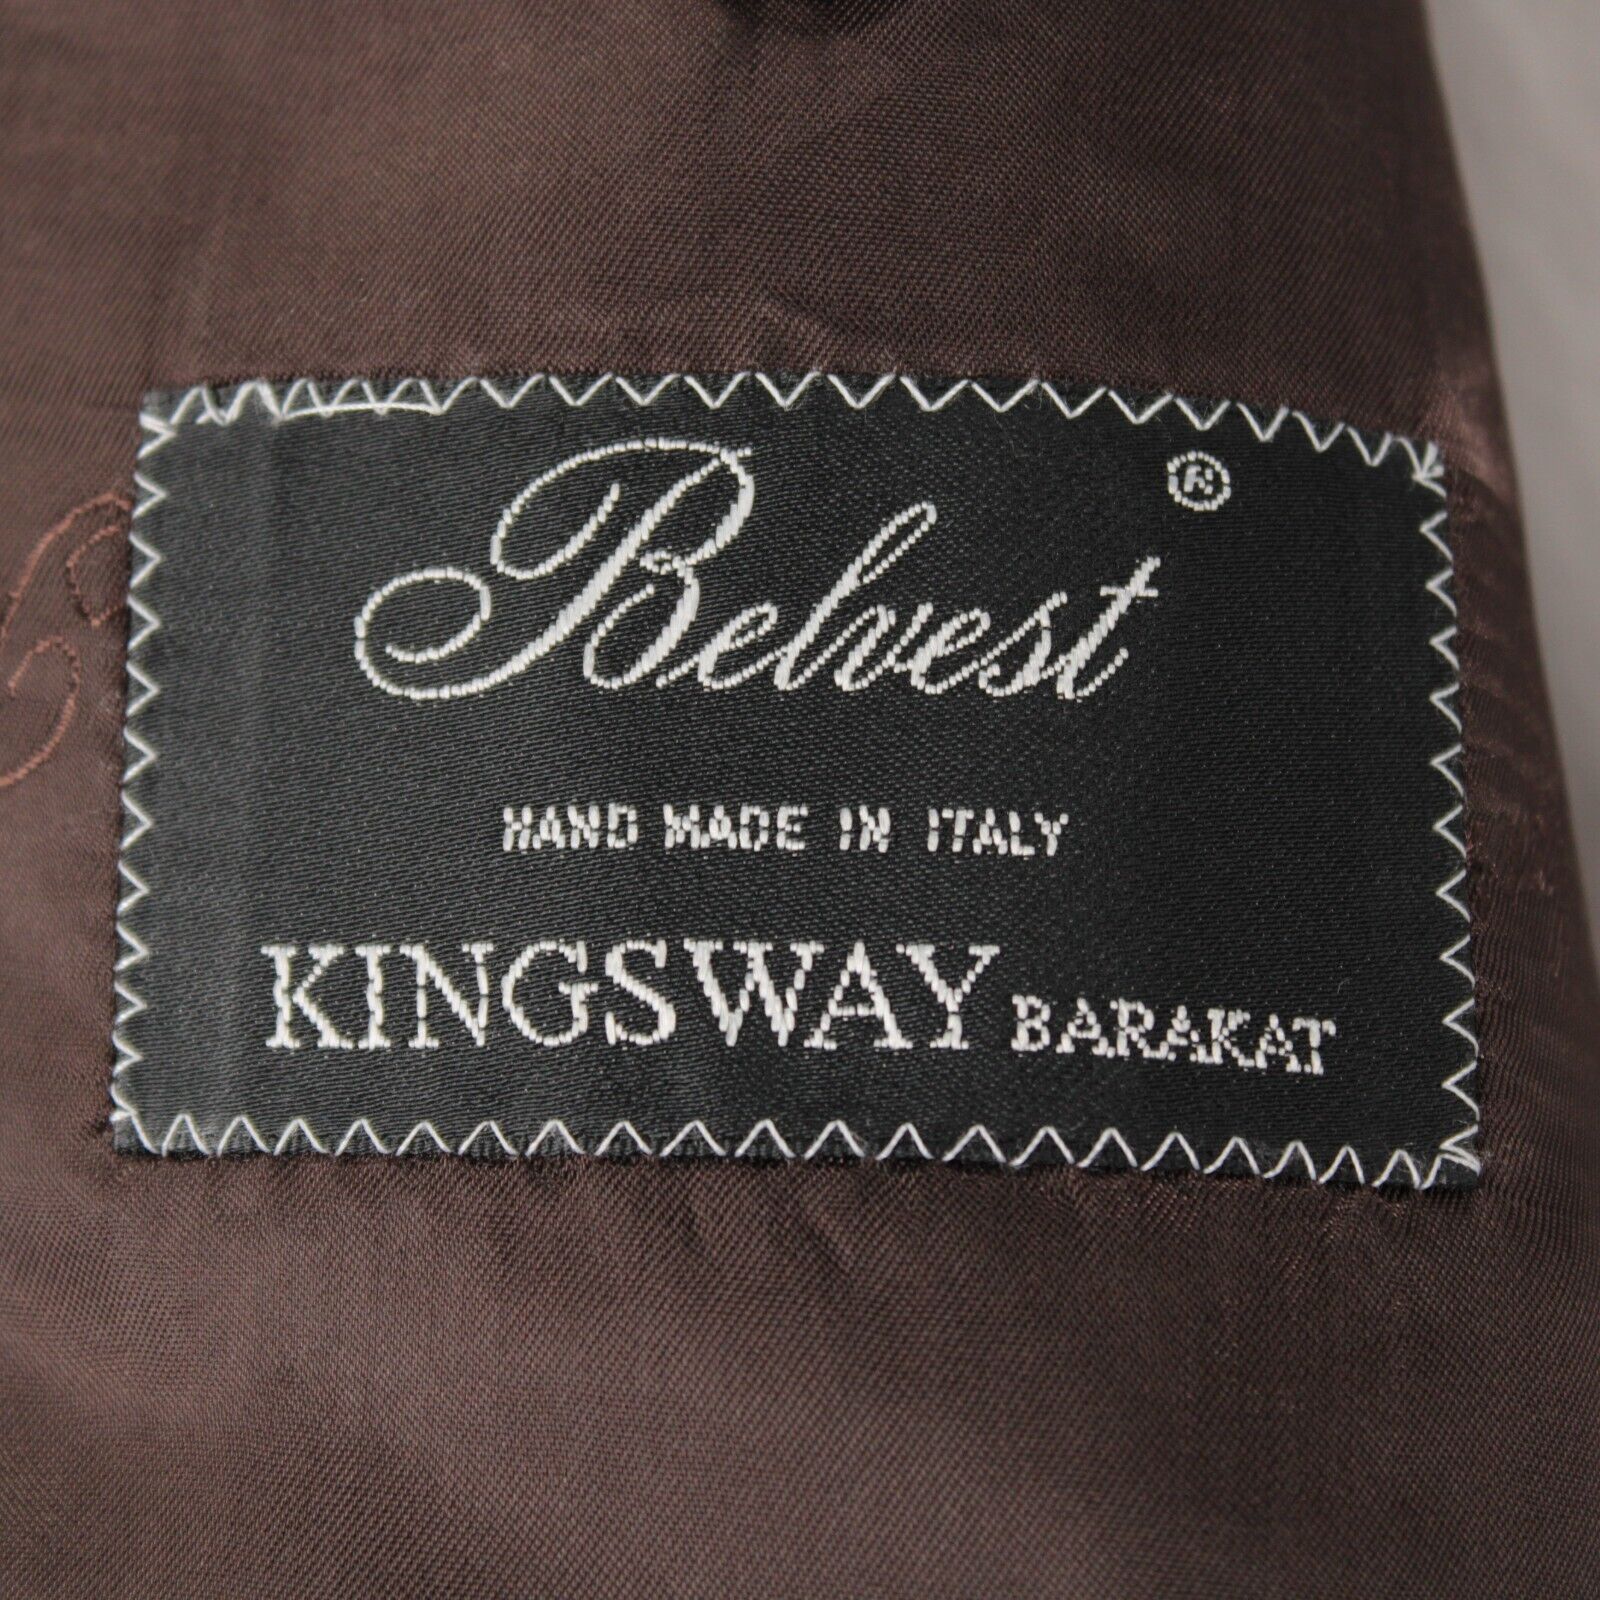 Belvest ®
HAND MADE IN ITALY
KINGSWAY BARAKAT